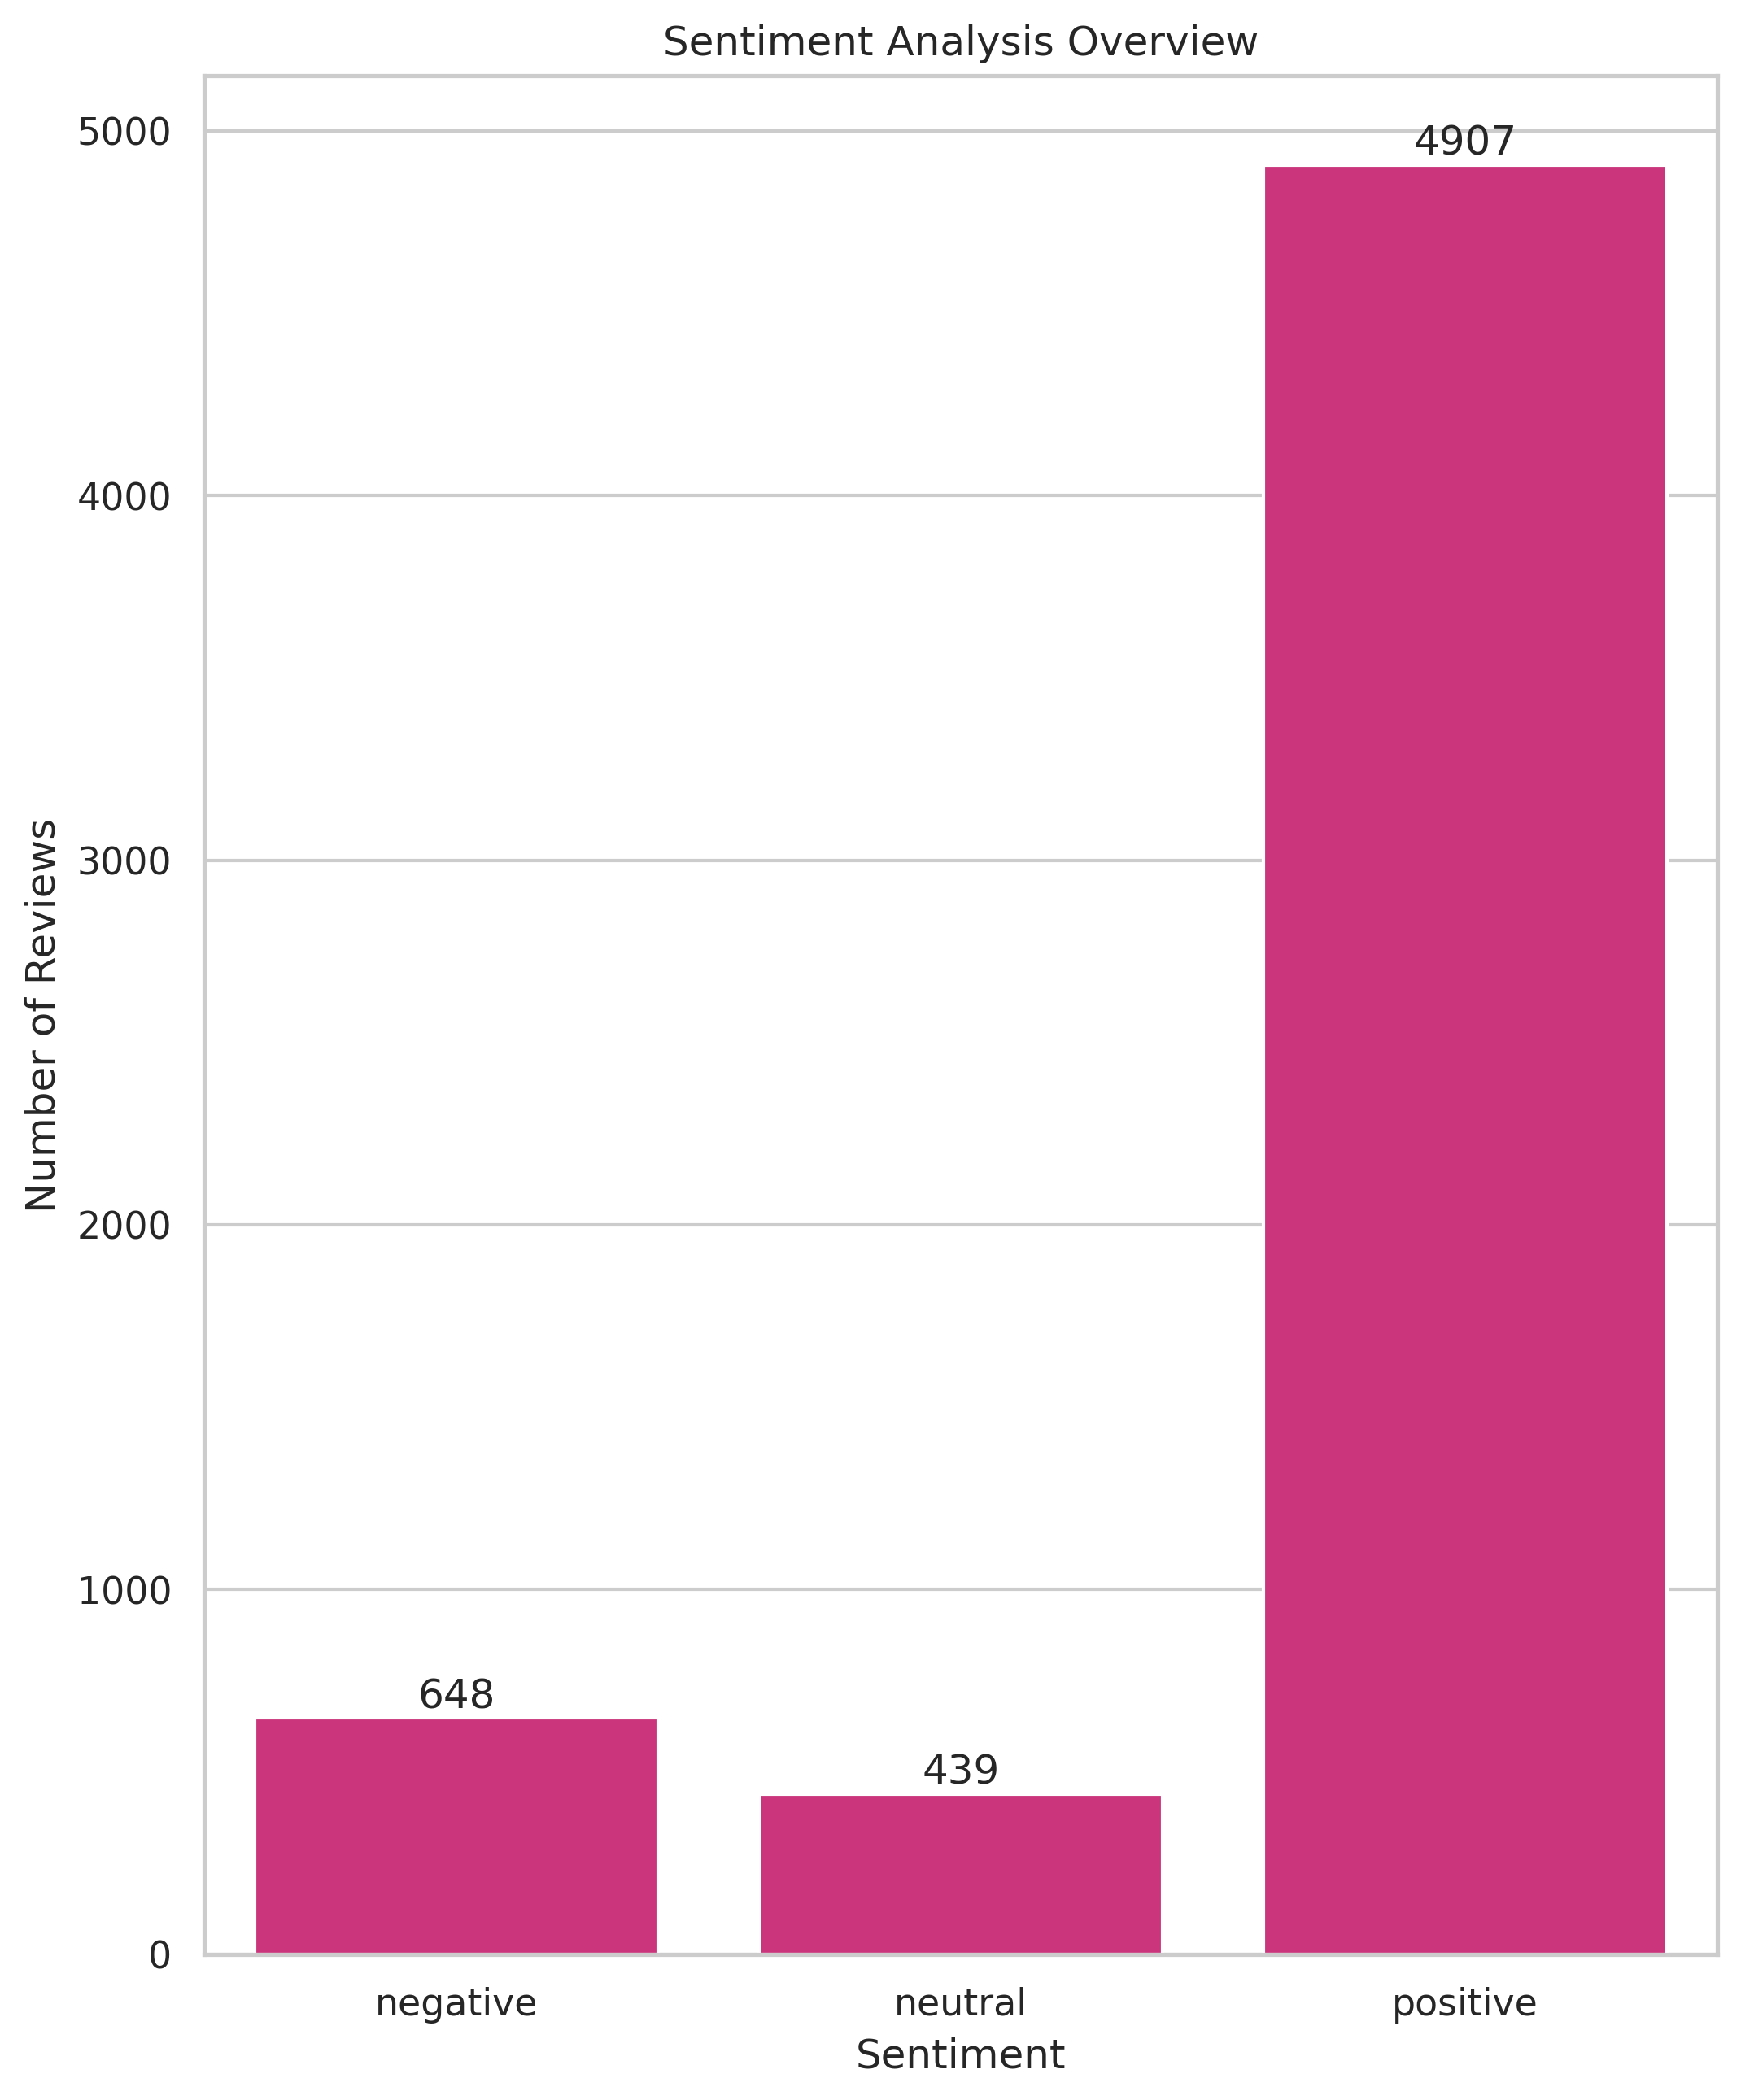 Sentiment Analysis Overview
5000
4000
3000
2000
1000
0
Number of Reviews
648
439
4907
negative
neutral
positive
Sentiment